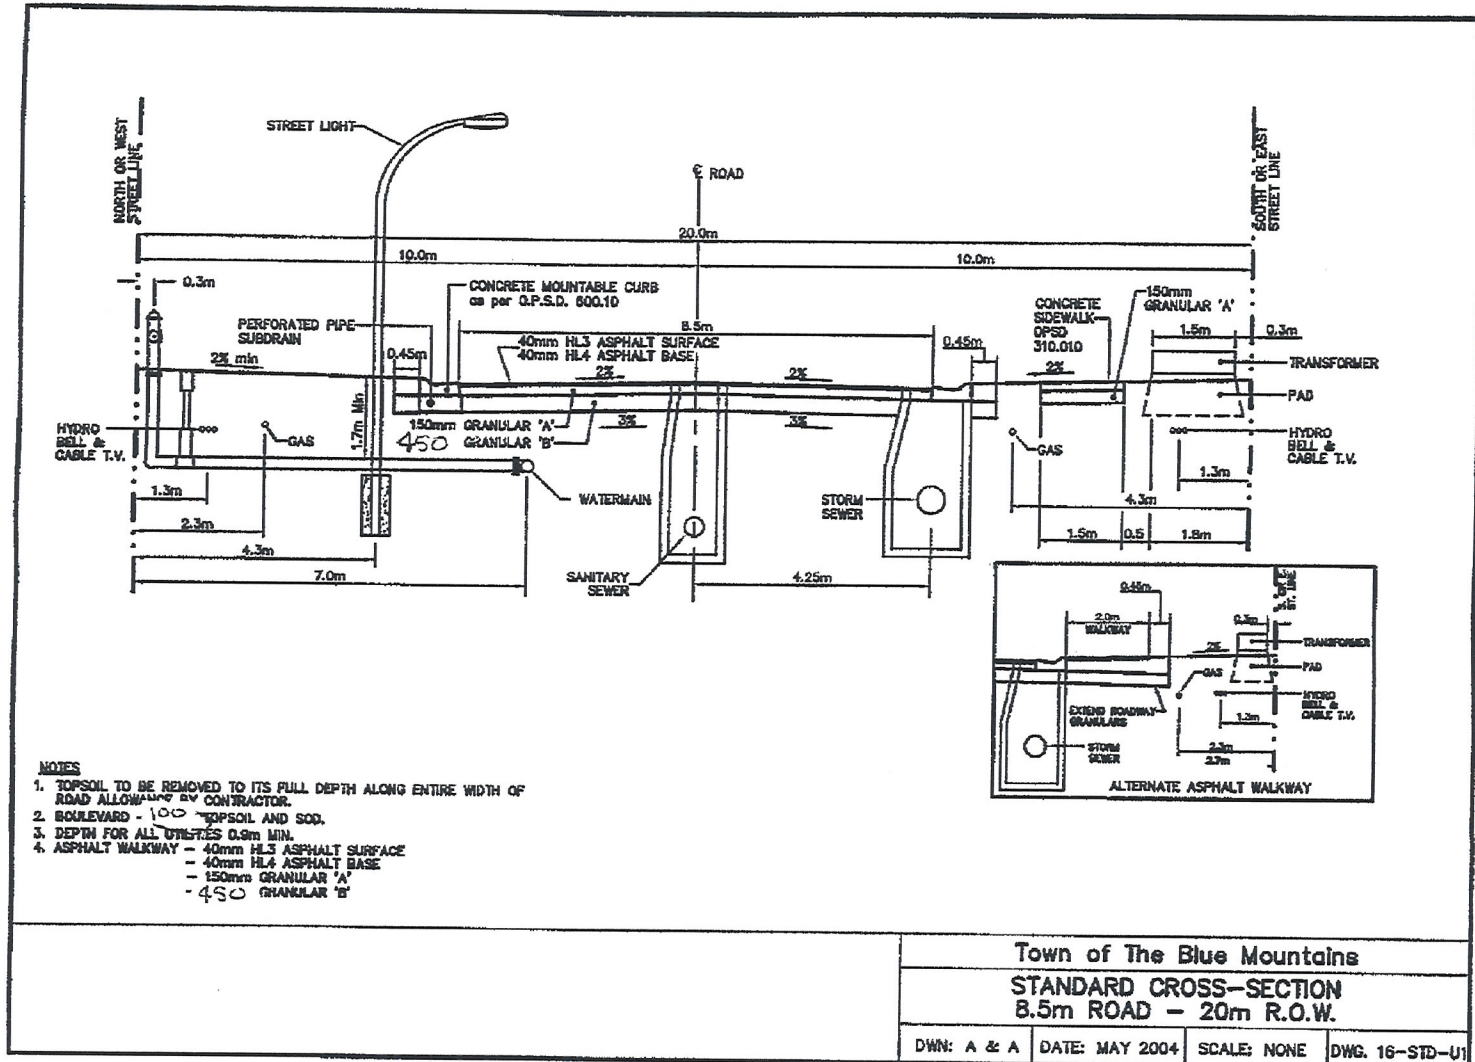 NORTH OR WEST
STREET LINE
STREET LIGHT
℄ ROAD
SOUTH OR EAST
STREET LINE
20.0m
10.0m
10.0m
0.3m
CONCRETE MOUNTABLE CURB
as per O.P.S.D. 600.10
PERFORATED PIPE
SUBDRAIN
8.5m
40mm HL3 ASPHALT SURFACE
40mm HL4 ASPHALT BASE
0.45m
0.45m
CONCRETE
SIDEWALK
OPSD
310.010
150mm
GRANULAR 'A'
1.5m
0.3m
TRANSFORMER
PAD
2% min
2%
2%
2%
1.7m Min
150mm GRANULAR 'A'
450 GRANULAR 'B'
3%
3%
HYDRO
BELL &
CABLE T.V.
GAS
GAS
HYDRO
BELL &
CABLE T.V.
WATERMAIN
STORM
SEWER
SANITARY
SEWER
1.3m
2.3m
4.3m
7.0m
4.25m
1.3m
4.3m
1.5m
0.5
1.8m
0.45m
2.0m
WALKWAY
0.3m
2%
ST. LINE
TRANSFORMER
PAD
GAS
HYDRO
BELL &
CABLE T.V.
EXTEND ROADWAY
GRANULARS
1.3m
2.3m
2.7m
STORM
SEWER
ALTERNATE ASPHALT WALKWAY
NOTES
1. TOPSOIL TO BE REMOVED TO ITS FULL DEPTH ALONG ENTIRE WIDTH OF
ROAD ALLOWANCE BY CONTRACTOR.
2. BOULEVARD - 100 TOPSOIL AND SOD.
3. DEPTH FOR ALL UTILITIES 0.9m MIN.
4. ASPHALT WALKWAY - 40mm HL3 ASPHALT SURFACE
- 40mm HL4 ASPHALT BASE
- 150mm GRANULAR 'A'
- 450 GRANULAR 'B'
Town of The Blue Mountains
STANDARD CROSS-SECTION
8.5m ROAD - 20m R.O.W.
DWN: A & A
DATE: MAY 2004
SCALE: NONE
DWG. 16-STD-U1